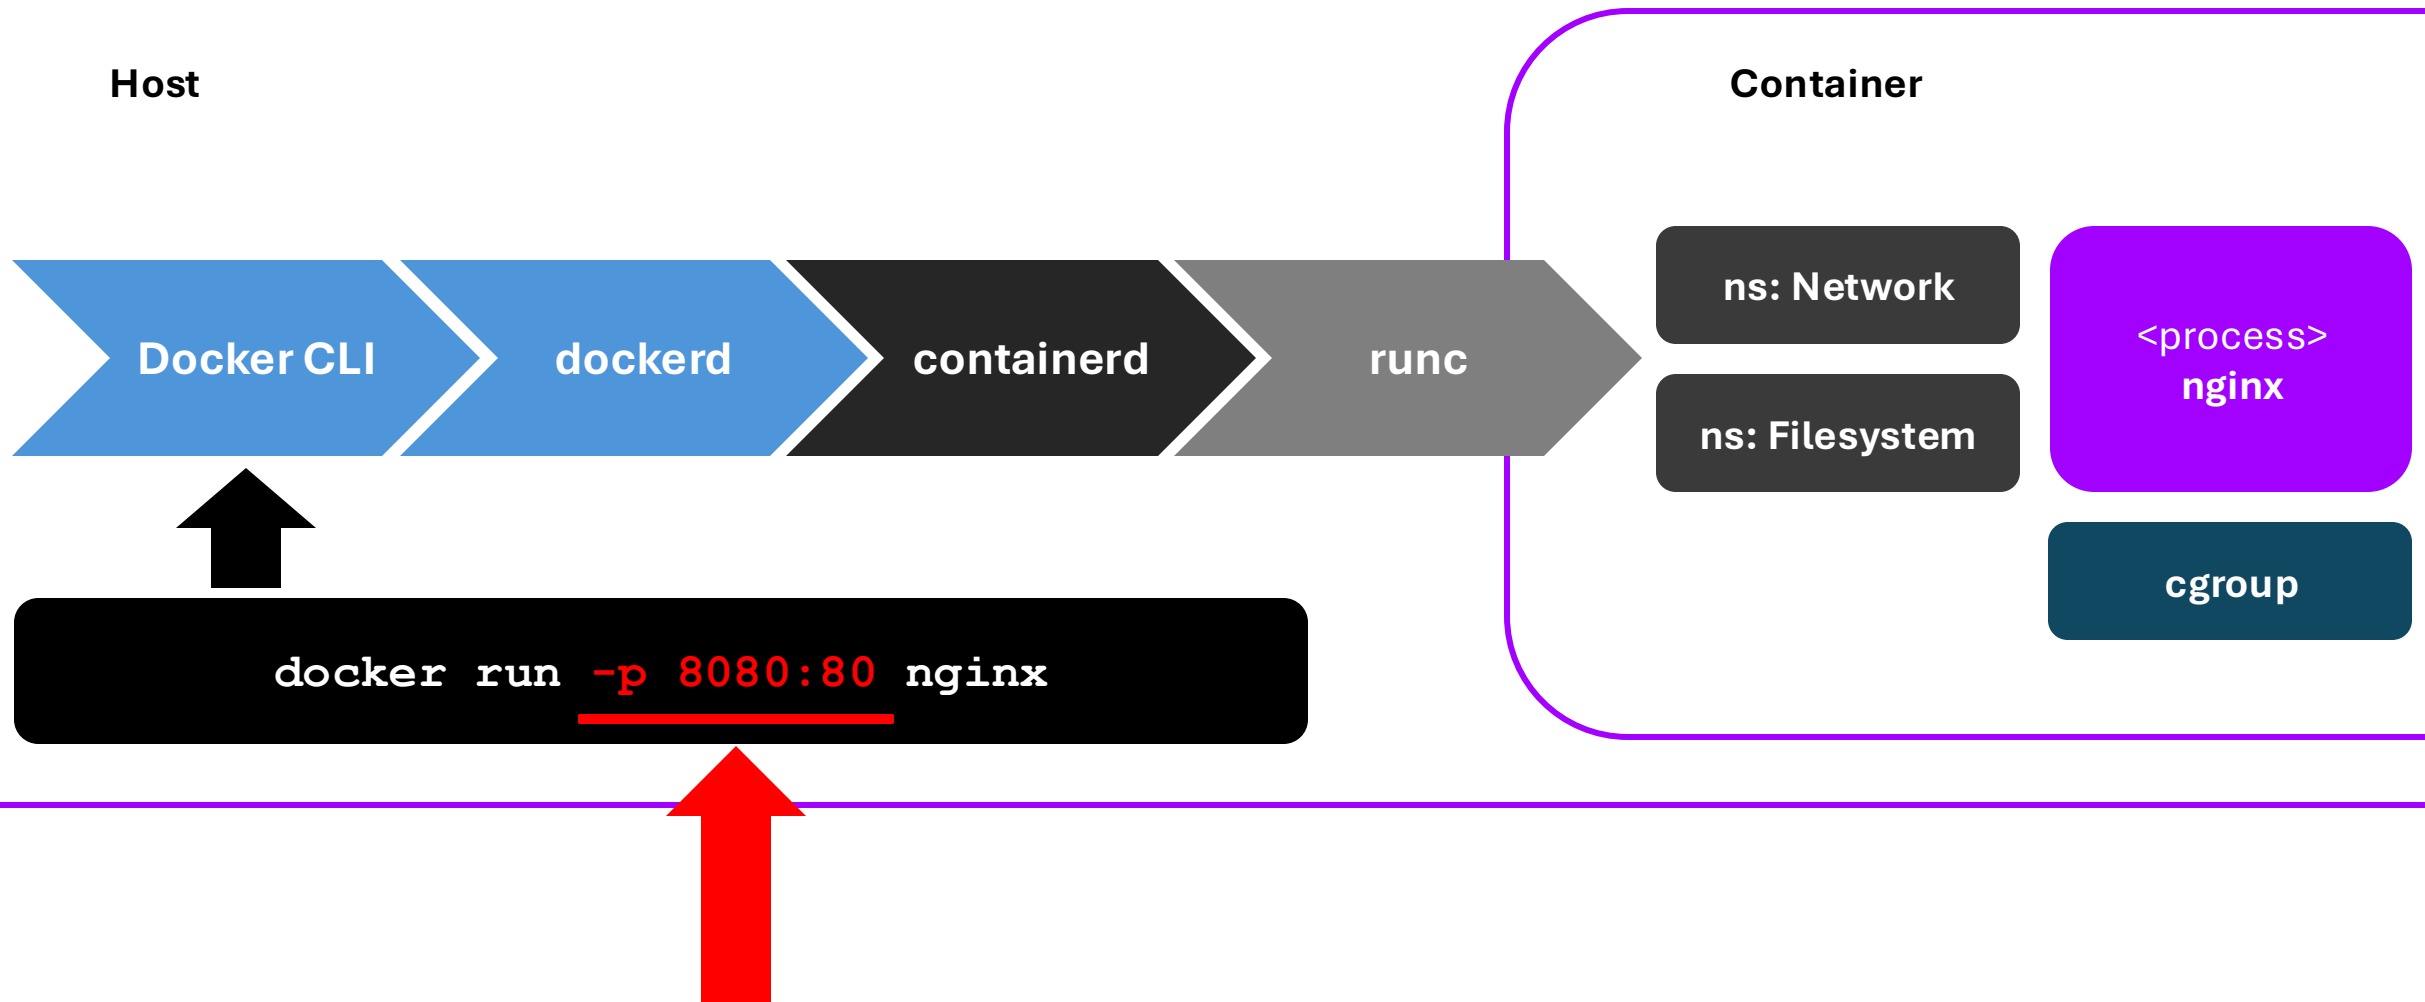 Host
Container
Docker CLI
dockerd
containerd
runc
ns: Network
ns: Filesystem
<process>
nginx
cgroup
docker run -p 8080:80 nginx